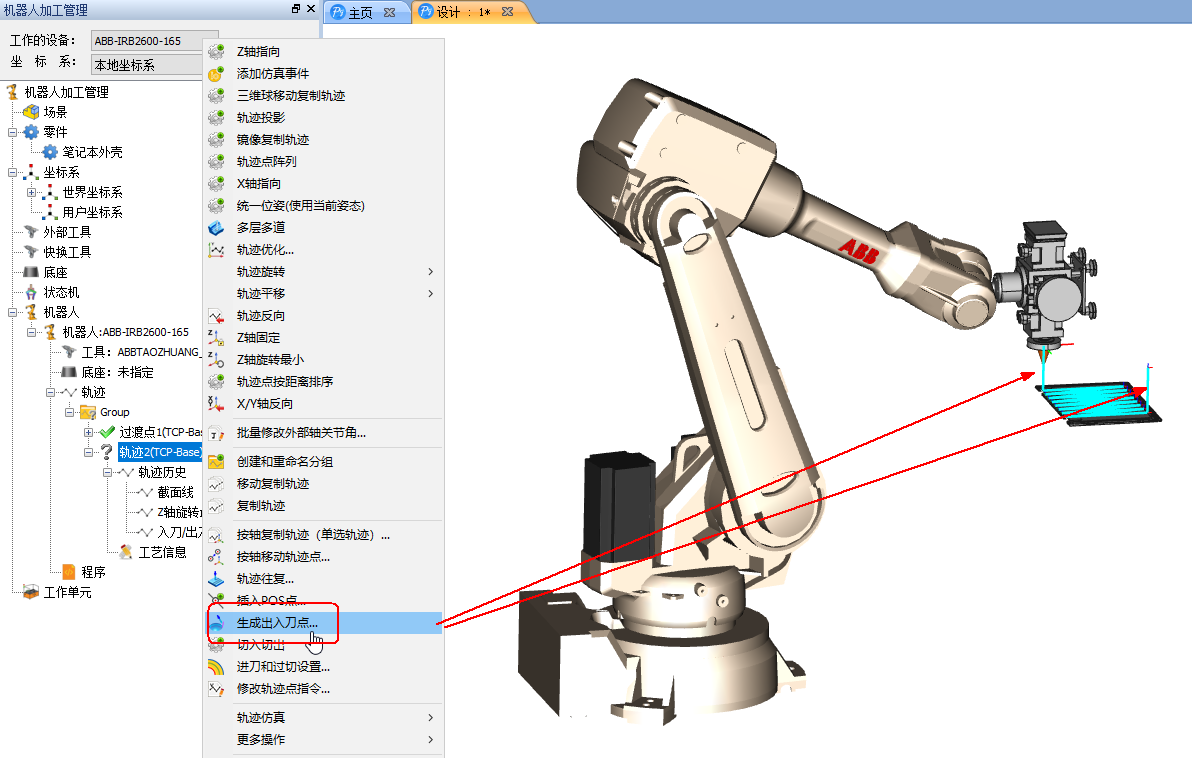 机器人加工管理
主页
设计 : 1*
工作的设备:
ABB-IRB2600-165
坐 标 系:
本地坐标系
机器人加工管理
场景
零件
笔记本外壳
坐标系
世界坐标系
用户坐标系
外部工具
快换工具
底座
状态机
机器人
机器人:ABB-IRB2600-165
工具: ABBTAOZHUANG_
底座: 未指定
轨迹
Group
过渡点1(TCP-Bas
轨迹2(TCP-Base)
轨迹历史
截面线
Z轴旋转
入刀/出刀
工艺信息
程序
工作单元
Z轴指向
添加仿真事件
三维球移动复制轨迹
轨迹投影
镜像复制轨迹
轨迹点阵列
X轴指向
统一位姿(使用当前姿态)
多层多道
轨迹优化...
轨迹旋转
轨迹平移
轨迹反向
Z轴固定
Z轴旋转最小
轨迹点按距离排序
X/Y轴反向
批量修改外部轴关节角...
创建和重命名分组
移动复制轨迹
复制轨迹
按轴复制轨迹（单选轨迹）...
按轴移动轨迹点...
轨迹往复...
插入POS点...
生成出入刀点...
切入切出
进刀和过切设置...
修改轨迹点指令...
轨迹仿真
更多操作
ABB